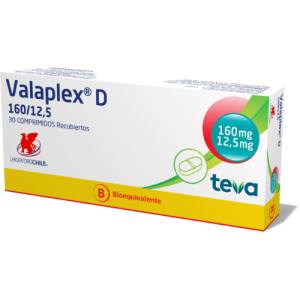 Valaplex® D
160/12,5
30 COMPRIMIDOS Recubiertos
LABORATORIO CHILE®
160mg
12,5mg
teva
B Bioequivalente